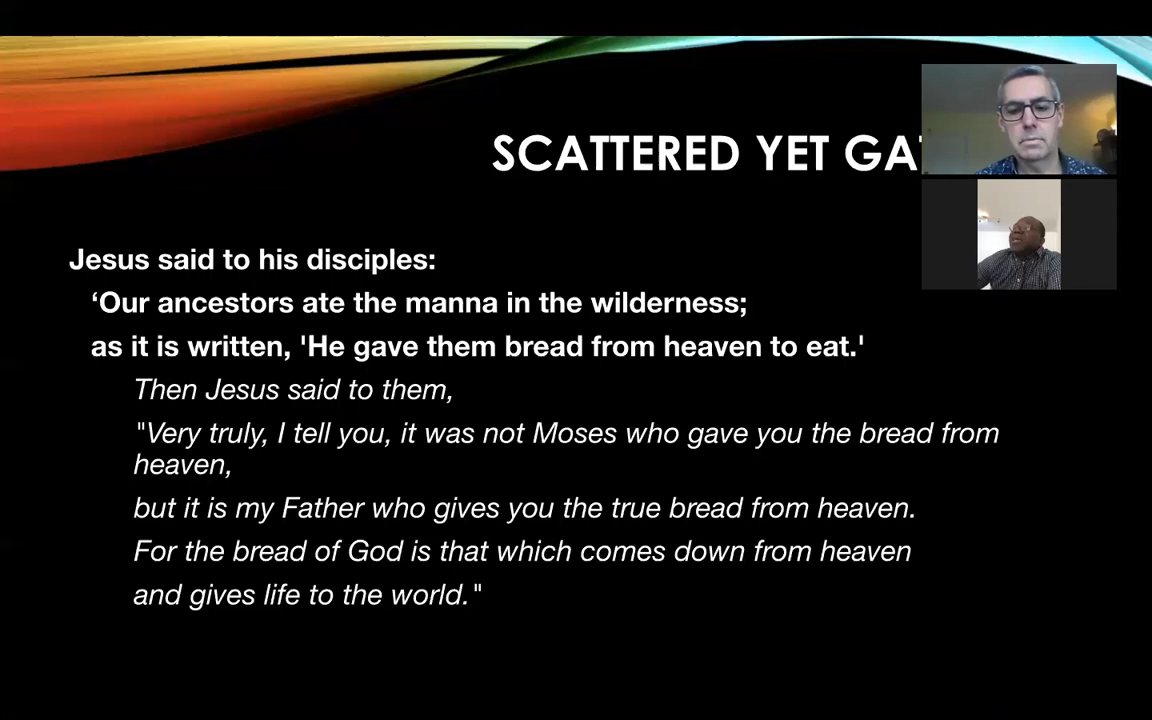 SCATTERED YET
Jesus said to his disciples:
‘Our ancestors ate the manna in the wilderness;
as it is written, 'He gave them bread from heaven to eat.'
Then Jesus said to them,
"Very truly, I tell you, it was not Moses who gave you the bread from
heaven,
but it is my Father who gives you the true bread from heaven.
For the bread of God is that which comes down from heaven
and gives life to the world."